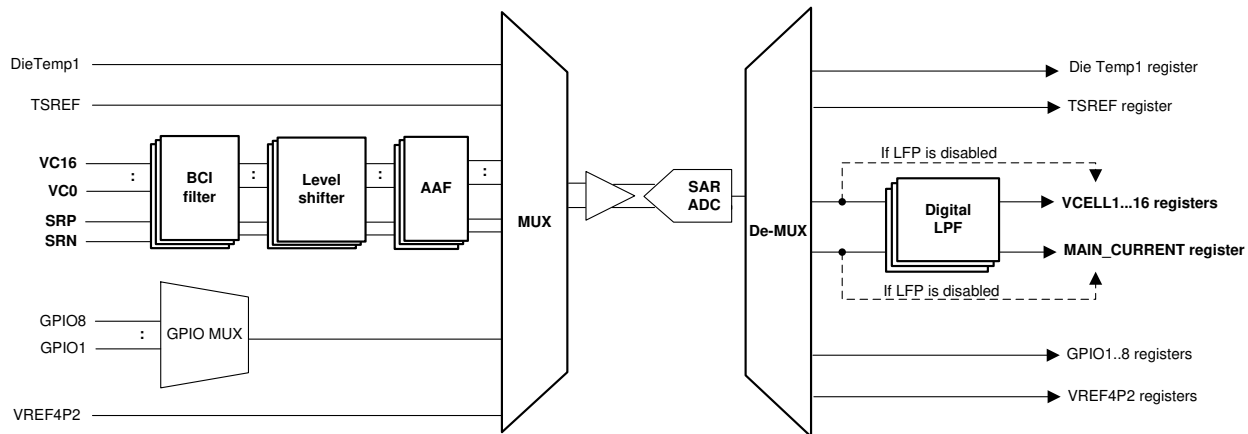 DieTemp1
TSREF
VC16
:
VC0
SRP
SRN
BCI
filter
:
Level
shifter
:
AAF
:
GPIO8
:
GPIO1
GPIO MUX
VREF4P2
MUX
SAR
ADC
De-MUX
Die Temp1 register
TSREF register
If LFP is disabled
Digital
LPF
VCELL1...16 registers
MAIN_CURRENT register
If LFP is disabled
GPIO1..8 registers
VREF4P2 registers